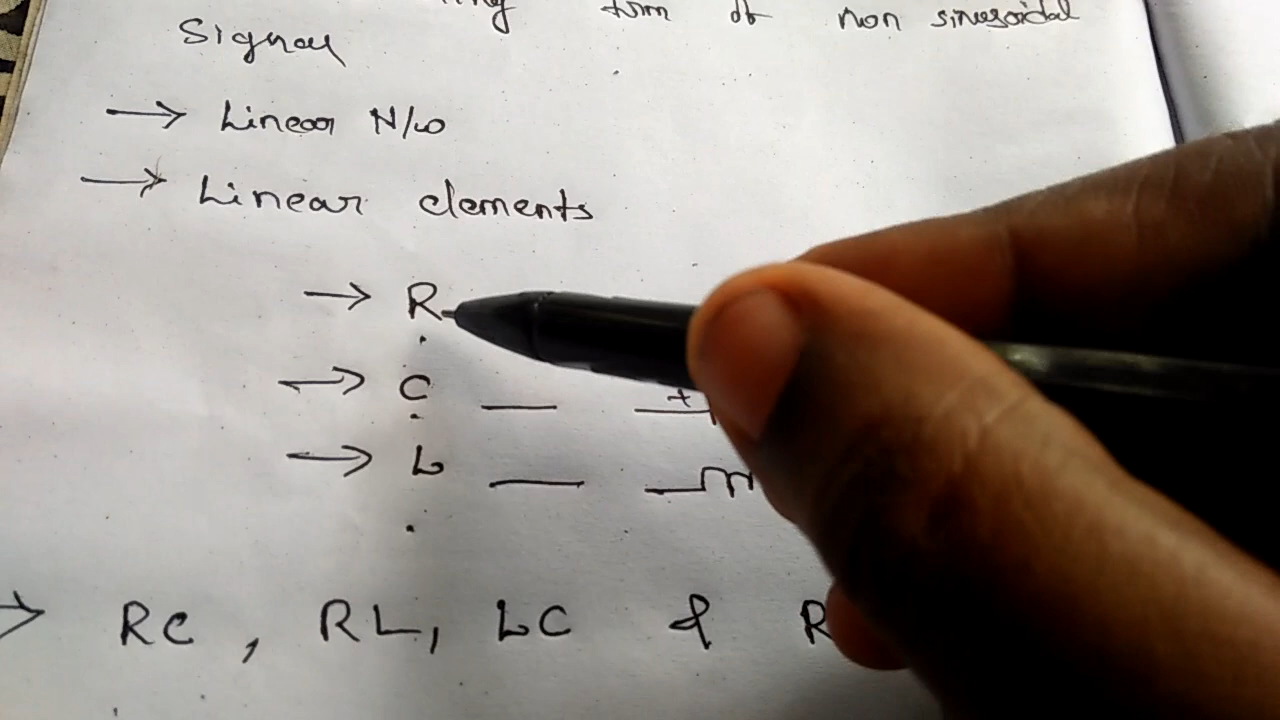 form of non sinusoidal
Signal
→ Linear N/w
→ Linear elements
→ R
→ C — +
→ L —
→ RC, RL, LC & R